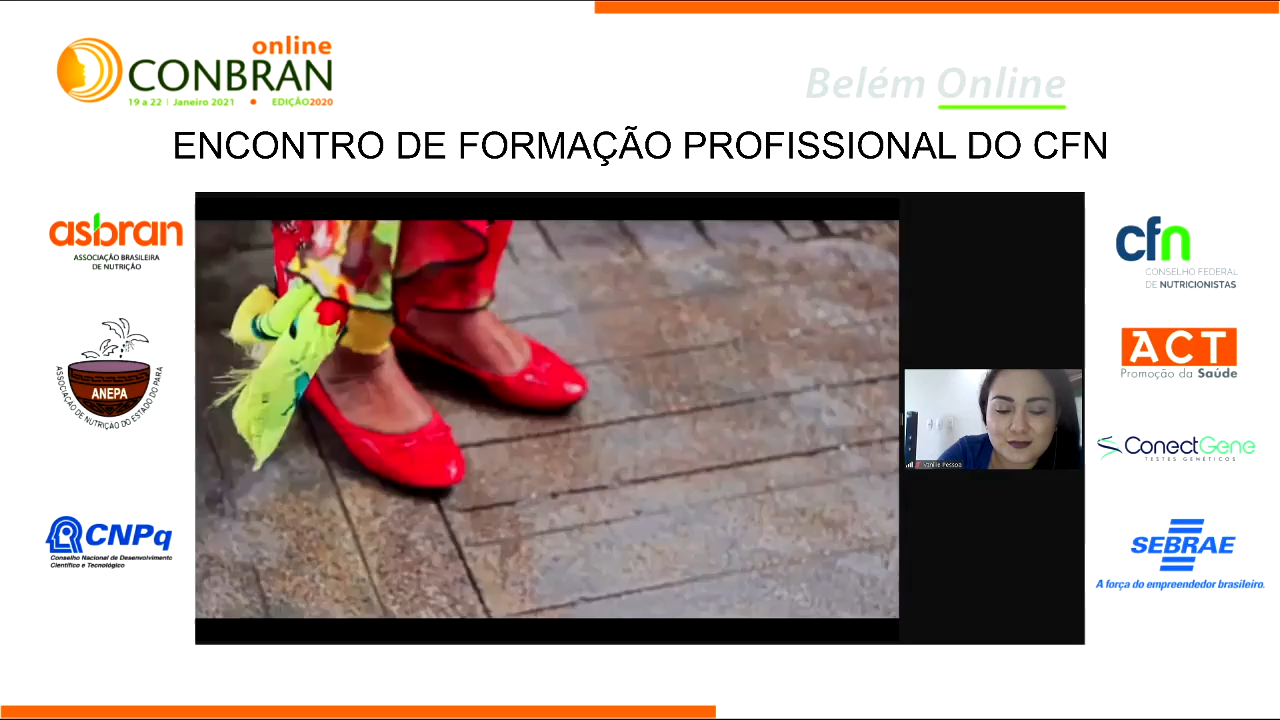 online
CONBRAN
19 a 22 | Janeiro 2021 • EDIÇÃO2020
Belém Online
ENCONTRO DE FORMAÇÃO PROFISSIONAL DO CFN
asbran
ASSOCIAÇÃO BRASILEIRA
DE NUTRIÇÃO
cfn
CONSELHO FEDERAL
DE NUTRICIONISTAS
ANEPA
ASSOCIAÇÃO DE NUTRIÇÃO DO ESTADO DO PARÁ
ACT
Promoção da Saúde
ConectGene
TESTES GENÉTICOS
Vanille Pessoa
CNPq
Conselho Nacional de Desenvolvimento
Científico e Tecnológico
SEBRAE
A força do empreendedor brasileiro.